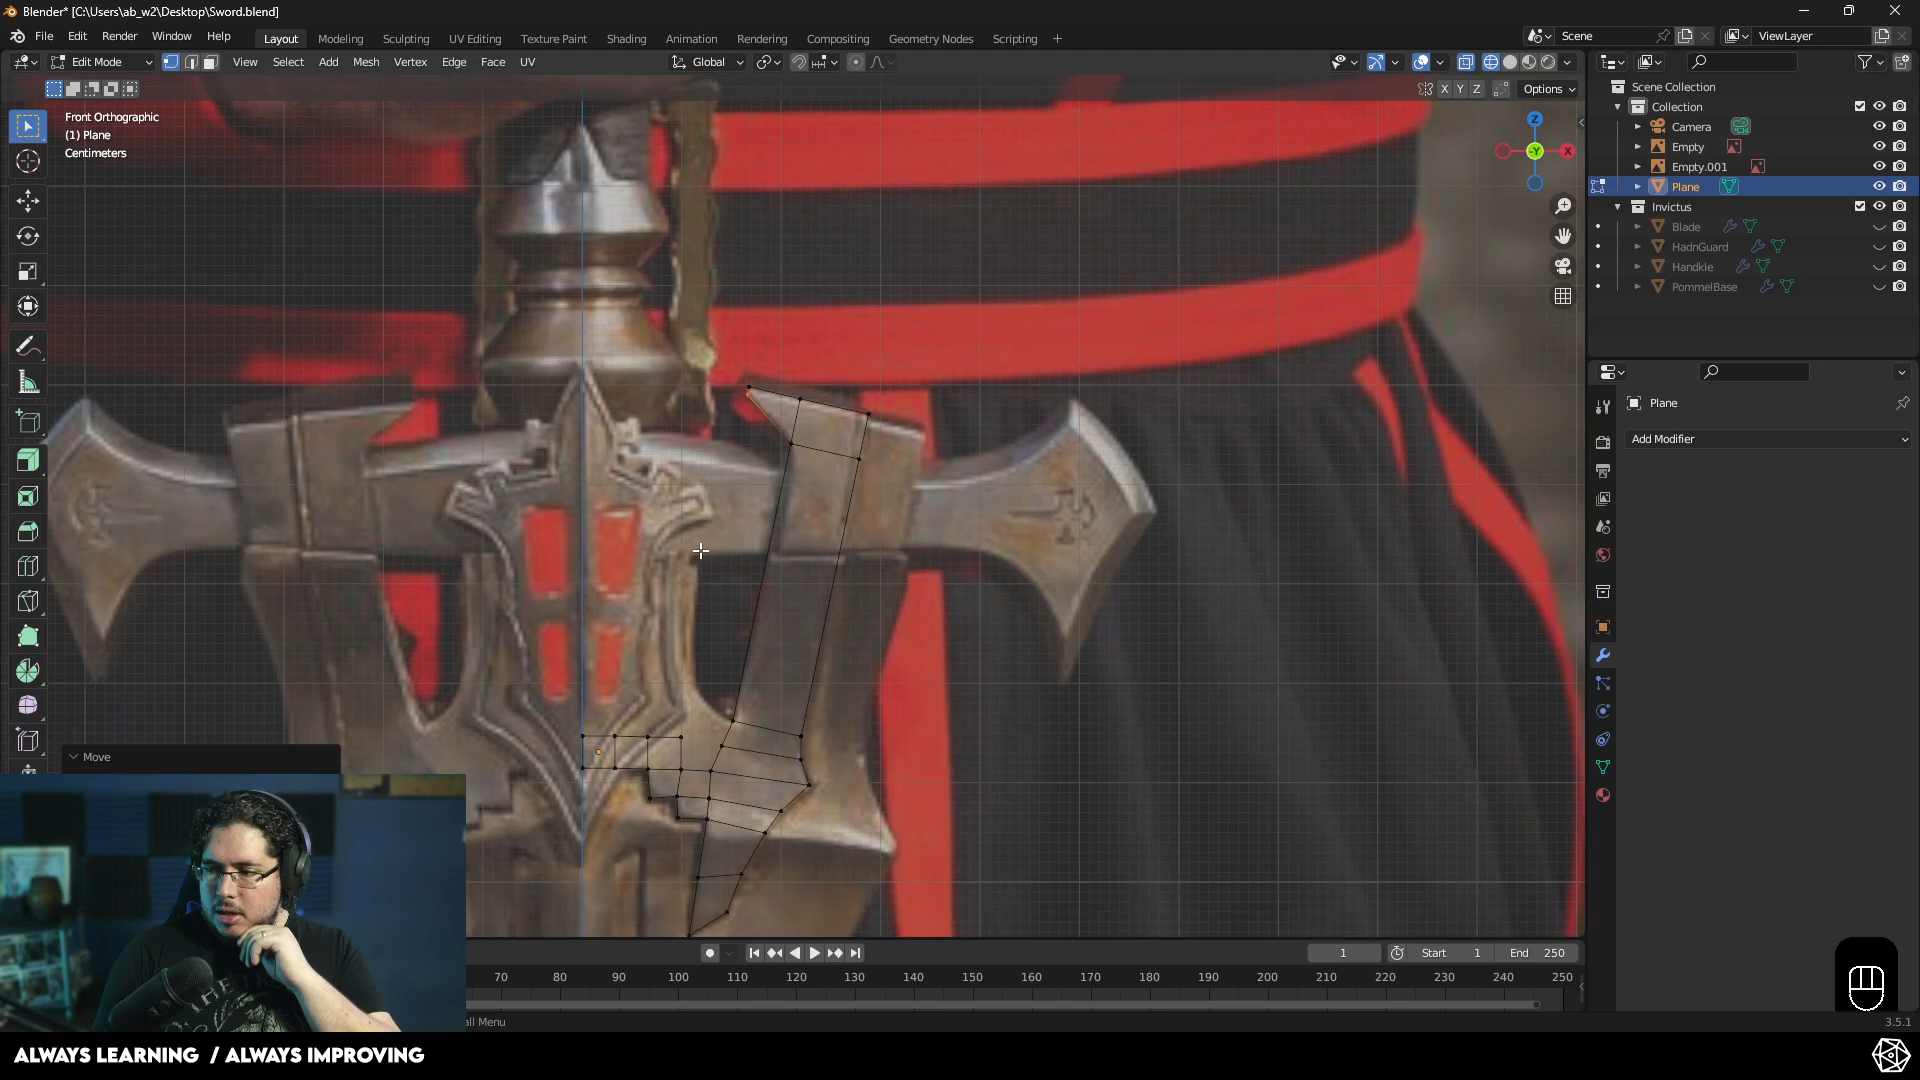 Blender* [C:\Users\ab_w2\Desktop\Sword.blend]
File Edit Render Window Help
Layout Modeling Sculpting UV Editing Texture Paint Shading Animation Rendering Compositing Geometry Nodes Scripting +
Scene
ViewLayer
Edit Mode
View Select Add Mesh Vertex Edge Face UV
Global
X Y Z
Options
Front Orthographic
(1) Plane
Centimeters
Z
-Y
X
Scene Collection
Collection
Camera
Empty
Empty.001
Plane
Invictus
Blade
HadnGuard
Handkle
PommelBase
Plane
Add Modifier
Move
1
Start 1
End 250
70 80 90 100 110 120 130 140 150 160 170 180 190 200 210 220 230 240 250
all Menu
3.5.1
ALWAYS LEARNING / ALWAYS IMPROVING